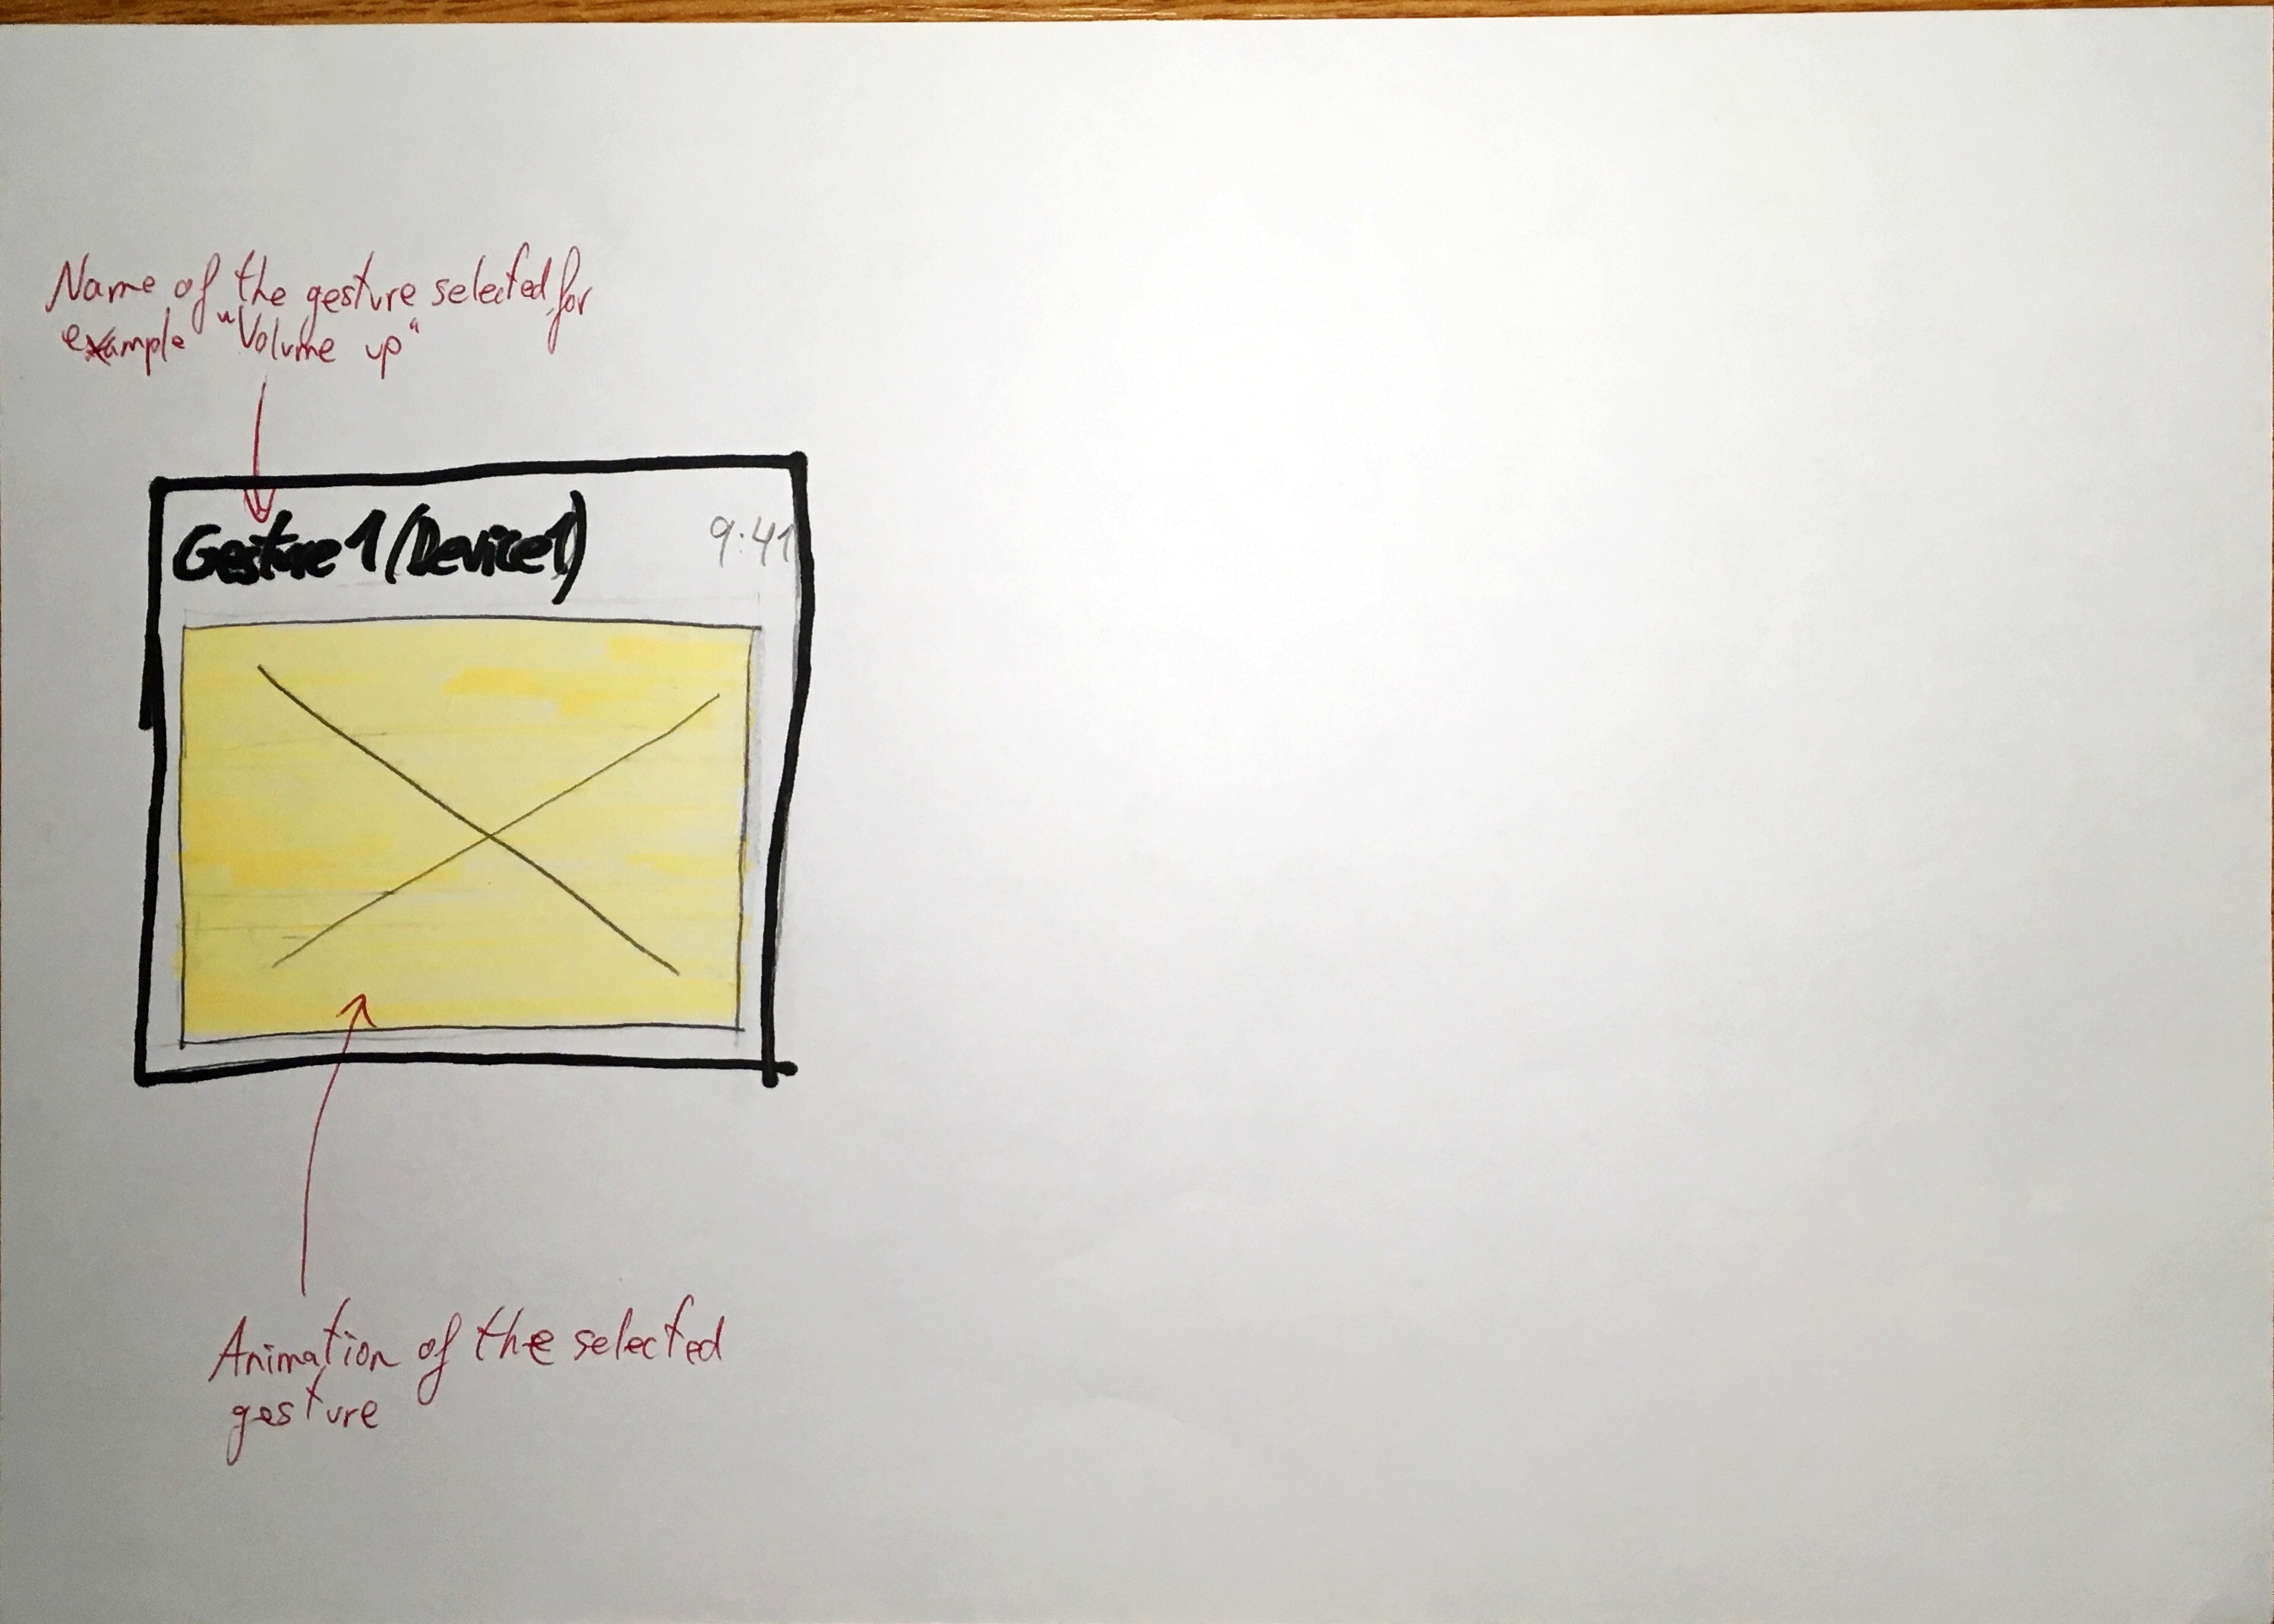 Name of the gesture selected, for
example "Volume up"
Gesture 1 (Device 1)
9:41
Animation of the selected
gesture